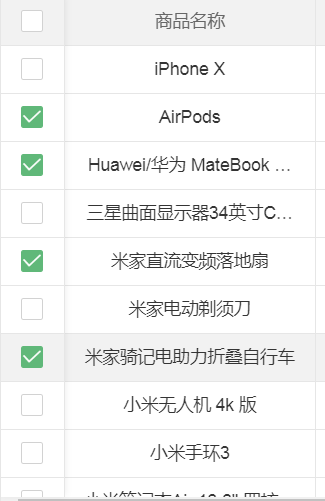 商品名称
iPhone X
AirPods
Huawei/华为 MateBook …
三星曲面显示器34英寸C…
米家直流变频落地扇
米家电动剃须刀
米家骑记电助力折叠自行车
小米无人机 4k 版
小米手环3